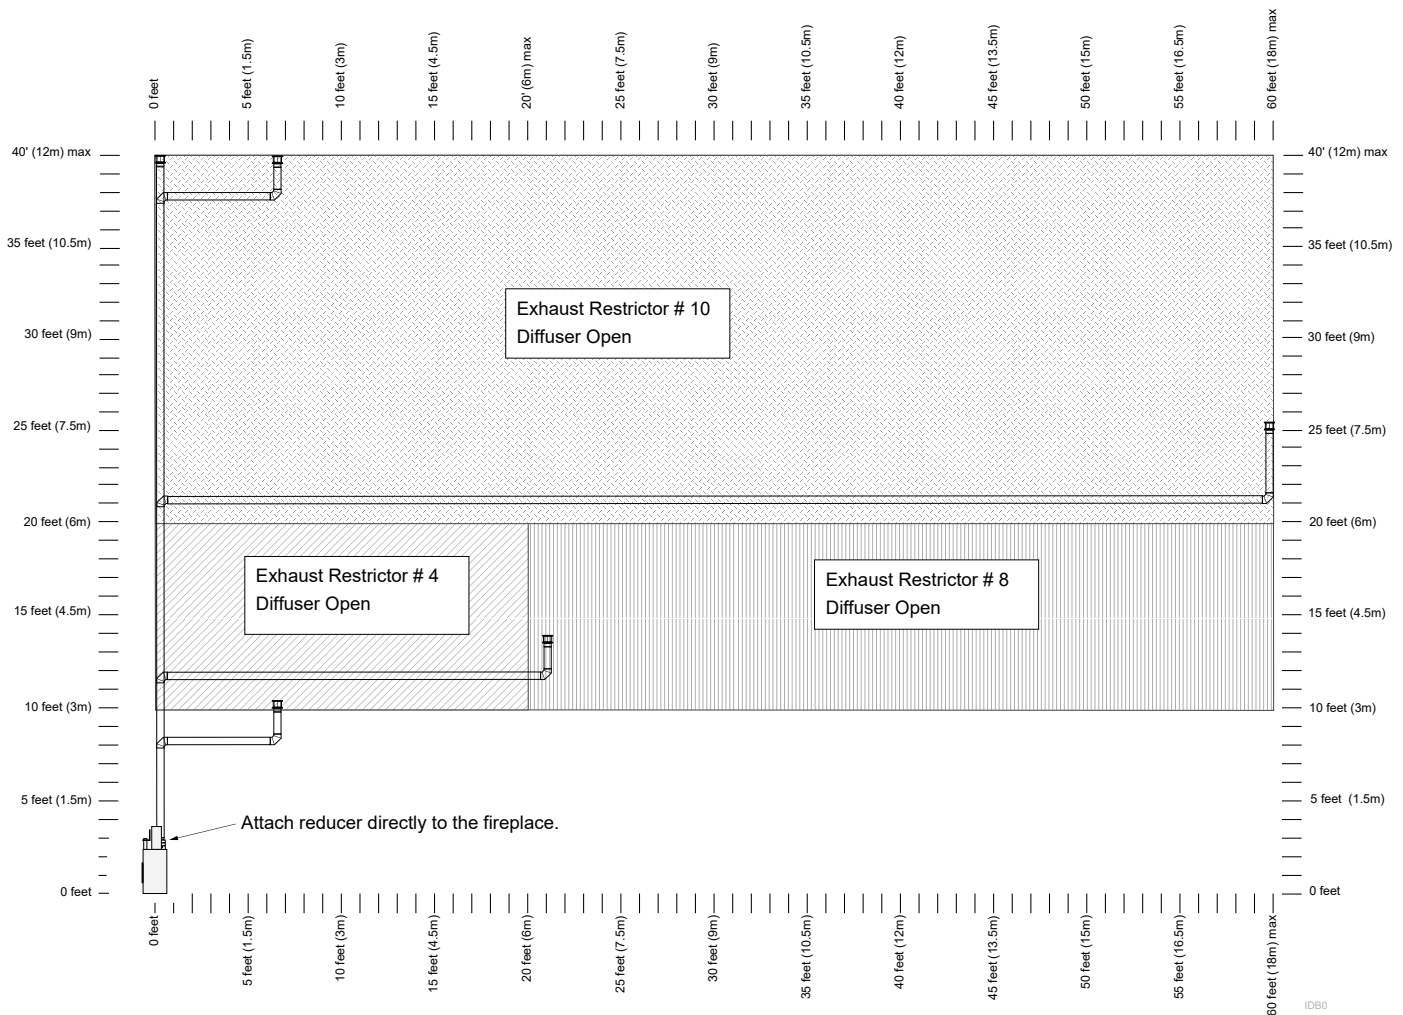 0 feet
5 feet (1.5m)
10 feet (3m)
15 feet (4.5m)
20' (6m) max
25 feet (7.5m)
30 feet (9m)
35 feet (10.5m)
40 feet (12m)
45 feet (13.5m)
50 feet (15m)
55 feet (16.5m)
60 feet (18m) max
40' (12m) max
40' (12m) max
35 feet (10.5m)
35 feet (10.5m)
Exhaust Restrictor # 10
Diffuser Open
30 feet (9m)
30 feet (9m)
25 feet (7.5m)
25 feet (7.5m)
20 feet (6m)
20 feet (6m)
Exhaust Restrictor # 4
Diffuser Open
Exhaust Restrictor # 8
Diffuser Open
15 feet (4.5m)
15 feet (4.5m)
10 feet (3m)
10 feet (3m)
5 feet (1.5m)
5 feet (1.5m)
Attach reducer directly to the fireplace.
0 feet
0 feet
0 feet
5 feet (1.5m)
10 feet (3m)
15 feet (4.5m)
20 feet (6m)
25 feet (7.5m)
30 feet (9m)
35 feet (10.5m)
40 feet (12m)
45 feet (13.5m)
50 feet (15m)
55 feet (16.5m)
60 feet (18m) max
IDB0